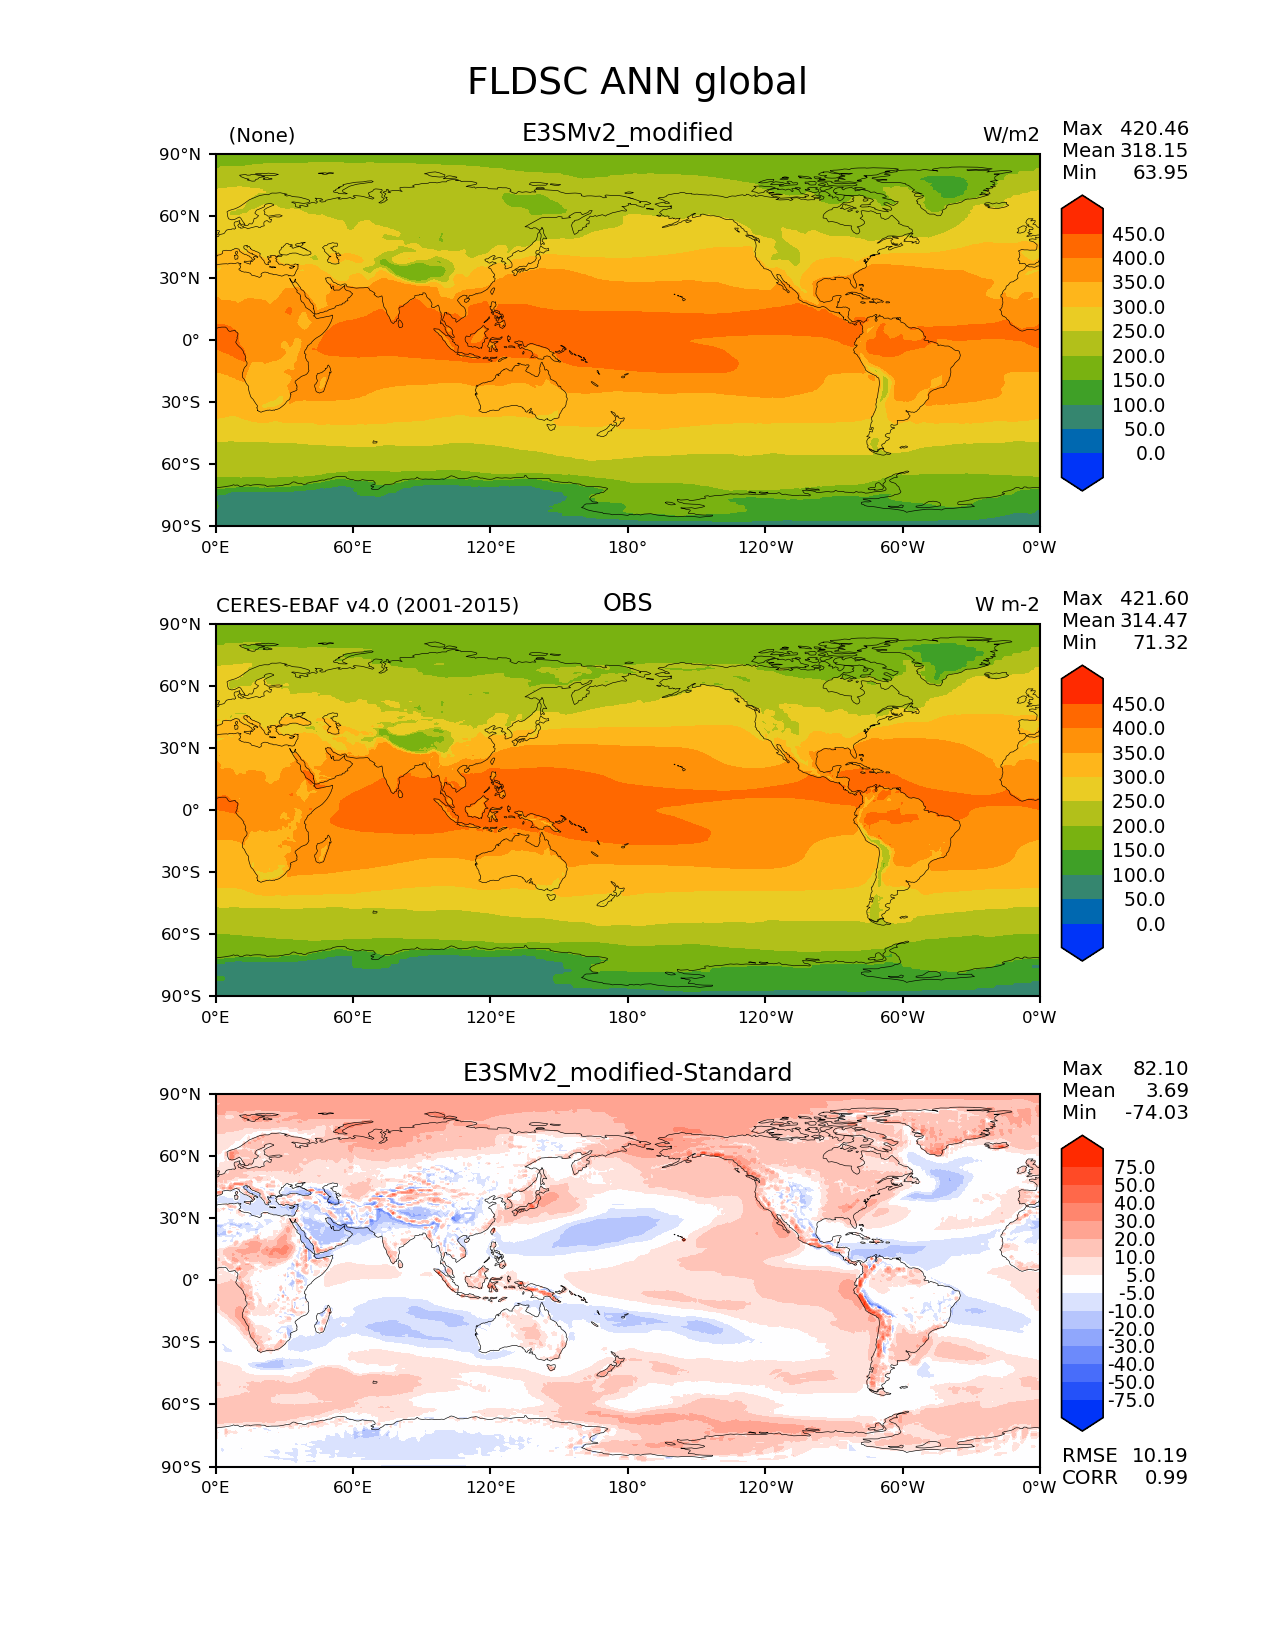 FLDSC ANN global
(None) E3SMv2_modified W/m2
Max 420.46
Mean 318.15
Min 63.95
90°N
60°N
30°N
0°
30°S
60°S
90°S
0°E 60°E 120°E 180° 120°W 60°W 0°W
450.0
400.0
350.0
300.0
250.0
200.0
150.0
100.0
50.0
0.0
CERES-EBAF v4.0 (2001-2015) OBS W m-2
Max 421.60
Mean 314.47
Min 71.32
90°N
60°N
30°N
0°
30°S
60°S
90°S
0°E 60°E 120°E 180° 120°W 60°W 0°W
450.0
400.0
350.0
300.0
250.0
200.0
150.0
100.0
50.0
0.0
E3SMv2_modified-Standard
Max 82.10
Mean 3.69
Min -74.03
90°N
60°N
30°N
0°
30°S
60°S
90°S
0°E 60°E 120°E 180° 120°W 60°W 0°W
75.0
50.0
40.0
30.0
20.0
10.0
5.0
-5.0
-10.0
-20.0
-30.0
-40.0
-50.0
-75.0
RMSE 10.19
CORR 0.99